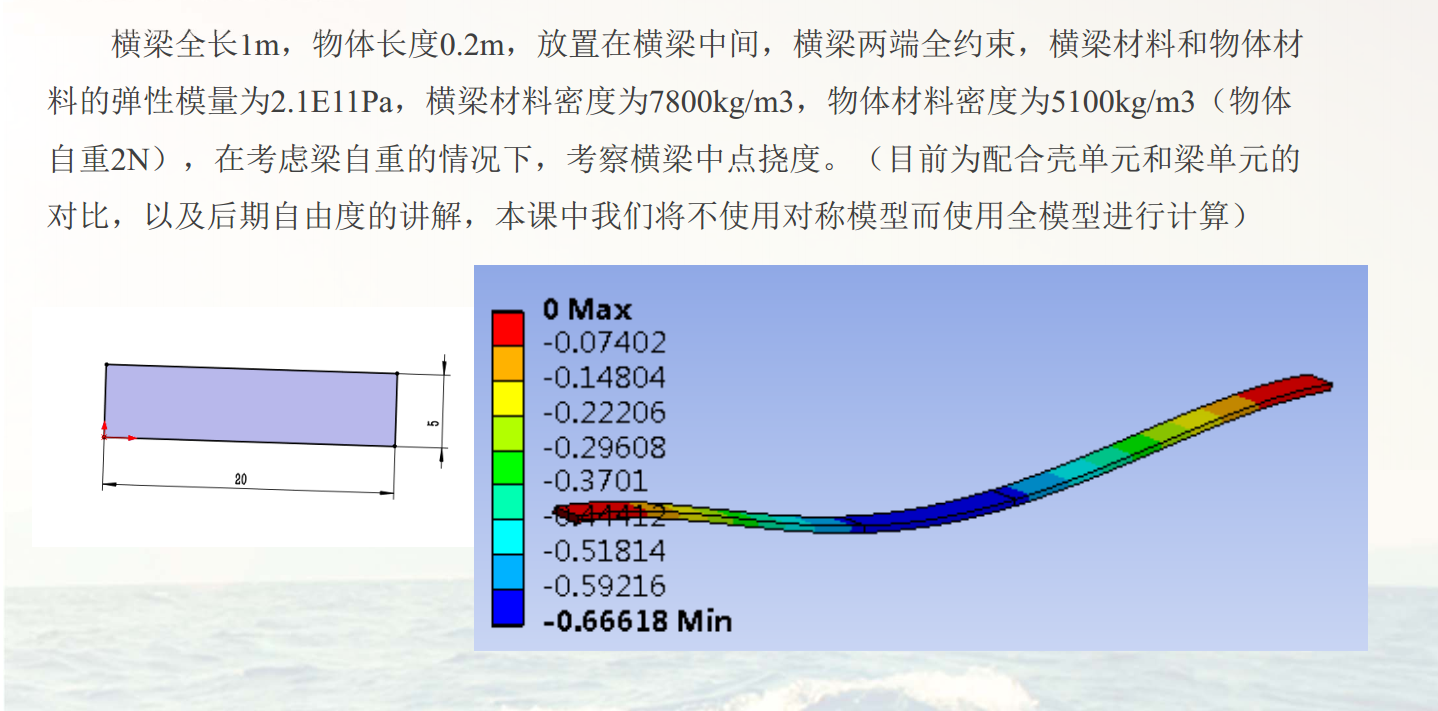 横梁全长1m，物体长度0.2m，放置在横梁中间，横梁两端全约束，横梁材料和物体材
料的弹性模量为2.1E11Pa，横梁材料密度为7800kg/m3，物体材料密度为5100kg/m3（物体
自重2N），在考虑梁自重的情况下，考察横梁中点挠度。（目前为配合壳单元和梁单元的
对比，以及后期自由度的讲解，本课中我们将不使用对称模型而使用全模型进行计算）
0 Max
-0.07402
-0.14804
-0.22206
-0.29608
-0.3701
-0.44412
-0.51814
-0.59216
-0.66618 Min
5
20